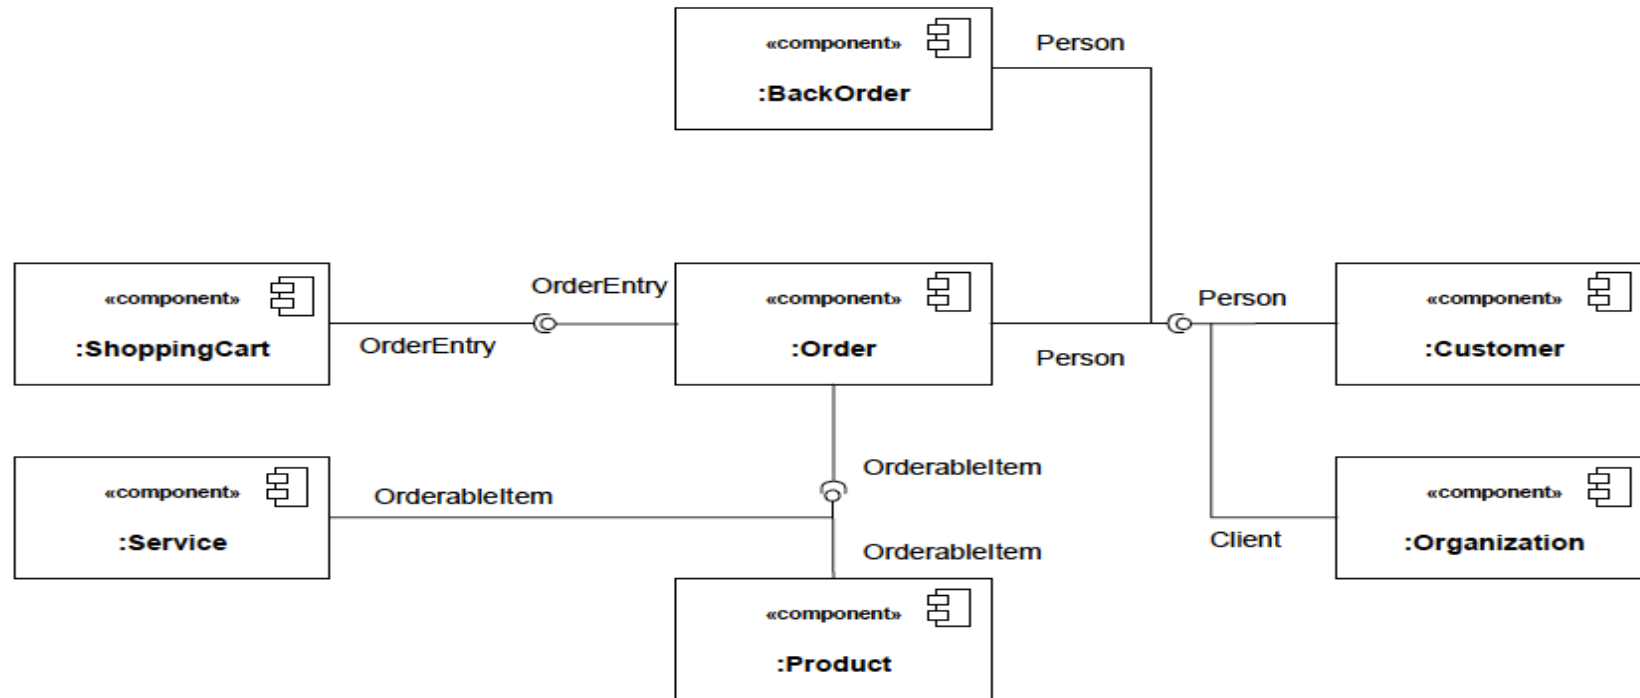 «component»
:BackOrder
Person
«component»
:ShoppingCart
OrderEntry
OrderEntry
«component»
:Order
Person
Person
«component»
:Customer
«component»
:Service
OrderableItem
OrderableItem
OrderableItem
Client
«component»
:Organization
«component»
:Product